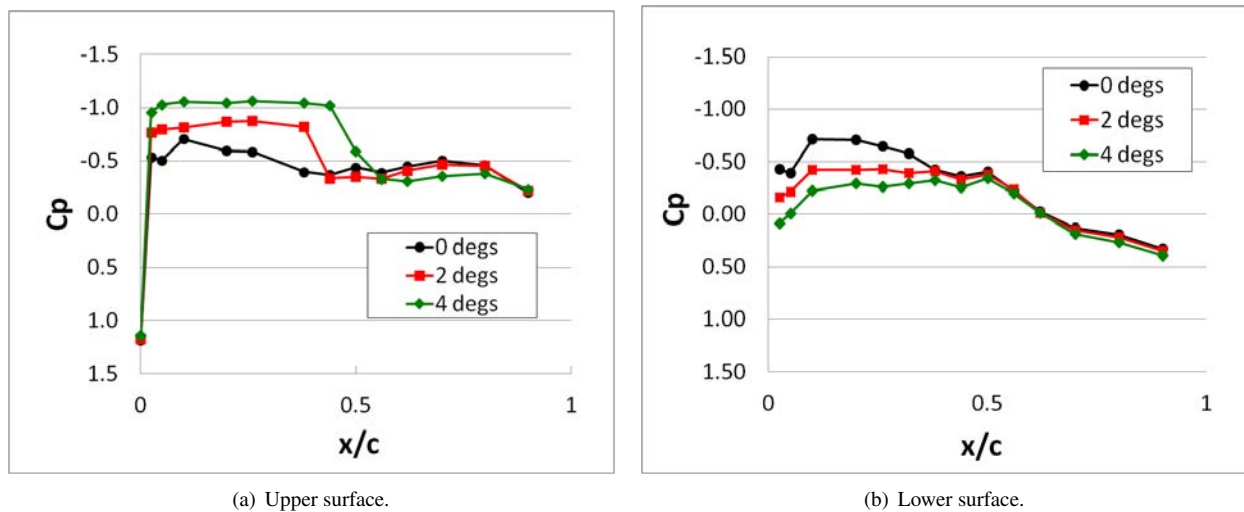 -1.5
-1.0
-0.5
0.0
0.5
1.0
1.5
Cp
0 degs
2 degs
4 degs
0
0.5
1
x/c
(a) Upper surface.
-1.50
-1.00
-0.50
0.00
0.50
1.00
1.50
Cp
0 degs
2 degs
4 degs
0
0.5
1
x/c
(b) Lower surface.